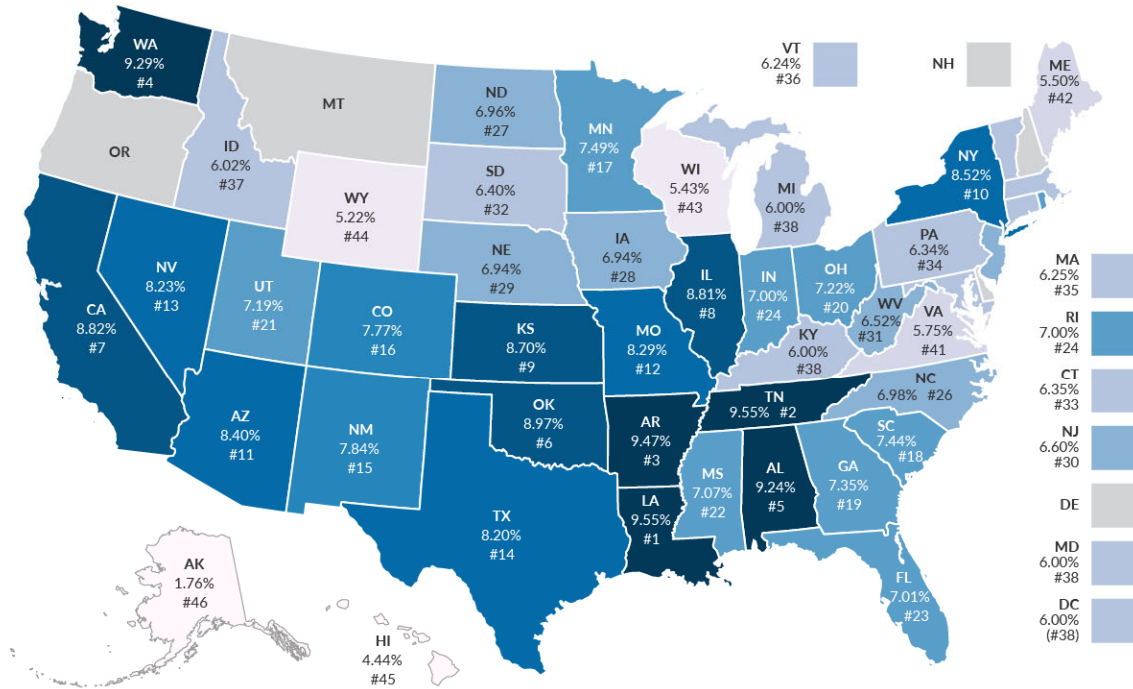 WA
9.29%
#4
MT
ND
6.96%
#27
MN
7.49%
#17
VT
6.24%
#36
NH
ME
5.50%
#42
OR
ID
6.02%
#37
WY
5.22%
#44
SD
6.40%
#32
WI
5.43%
#43
MI
6.00%
#38
NY
8.52%
#10
NV
8.23%
#13
UT
7.19%
#21
CO
7.77%
#16
NE
6.94%
#29
IA
6.94%
#28
IL
8.81%
#8
IN
7.00%
#24
OH
7.22%
#20
PA
6.34%
#34
CA
8.82%
#7
KS
8.70%
#9
MO
8.29%
#12
KY
6.00%
#38
WV
6.52%
#31
VA
5.75%
#41
MA
6.25%
#35
RI
7.00%
#24
CT
6.35%
#33
NJ
6.60%
#30
DE
MD
6.00%
#38
DC
6.00%
(#38)
AZ
8.40%
#11
NM
7.84%
#15
OK
8.97%
#6
AR
9.47%
#3
TN
9.55% #2
NC
6.98% #26
SC
7.44%
#18
TX
8.20%
#14
LA
9.55%
#1
MS
7.07%
#22
AL
9.24%
#5
GA
7.35%
#19
FL
7.01%
#23
AK
1.76%
#46
HI
4.44%
#45